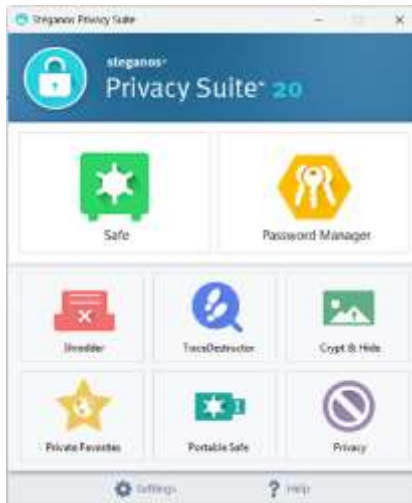 Steganos Privacy Suite
steganos
Privacy Suite™ 20
Safe
Password Manager
Shredder
TraceDestructor
Crypt & Hide
Private Favorites
Portable Safe
Privacy
Settings
Help